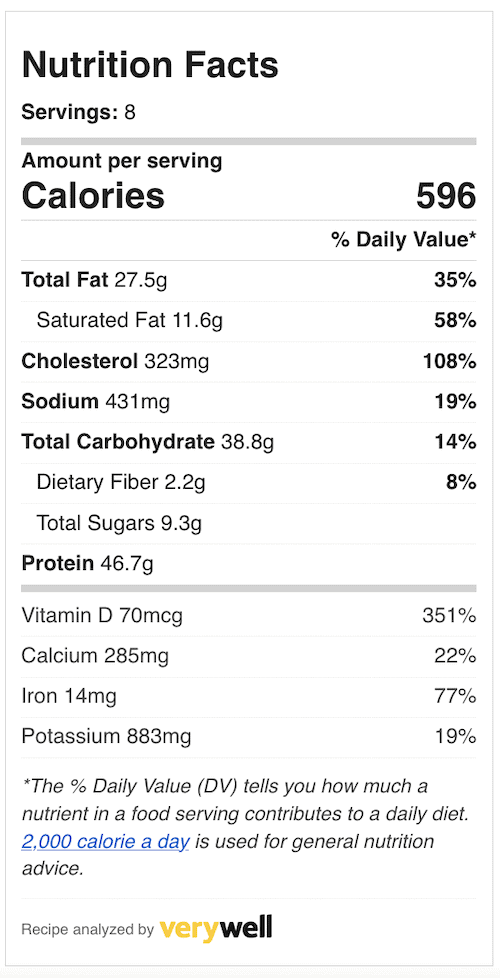 Nutrition Facts
Servings: 8
Amount per serving
Calories 596
% Daily Value*
Total Fat 27.5g 35%
Saturated Fat 11.6g 58%
Cholesterol 323mg 108%
Sodium 431mg 19%
Total Carbohydrate 38.8g 14%
Dietary Fiber 2.2g 8%
Total Sugars 9.3g
Protein 46.7g
Vitamin D 70mcg 351%
Calcium 285mg 22%
Iron 14mg 77%
Potassium 883mg 19%
*The % Daily Value (DV) tells you how much a
nutrient in a food serving contributes to a daily diet.
2,000 calorie a day is used for general nutrition
advice.
Recipe analyzed by verywell